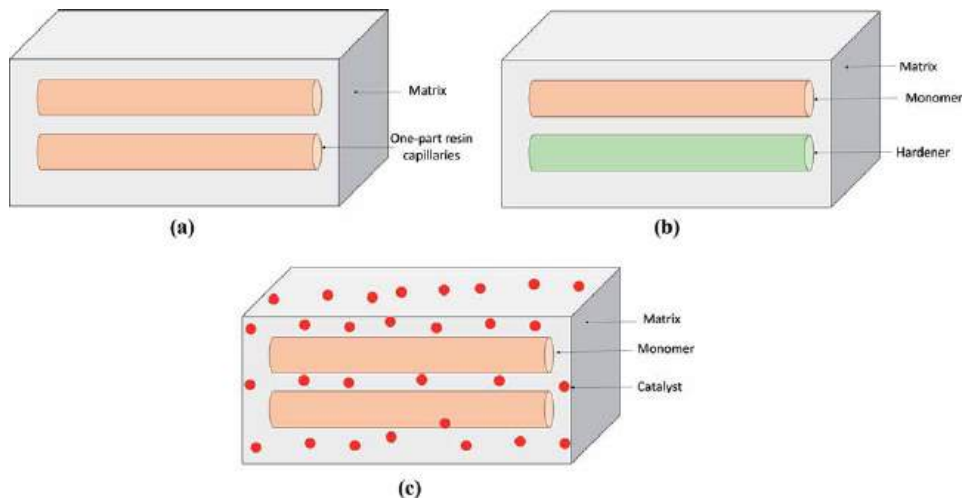 Matrix
One-part resin
capillaries
(a)
Matrix
Monomer
Hardener
(b)
Matrix
Monomer
Catalyst
(c)